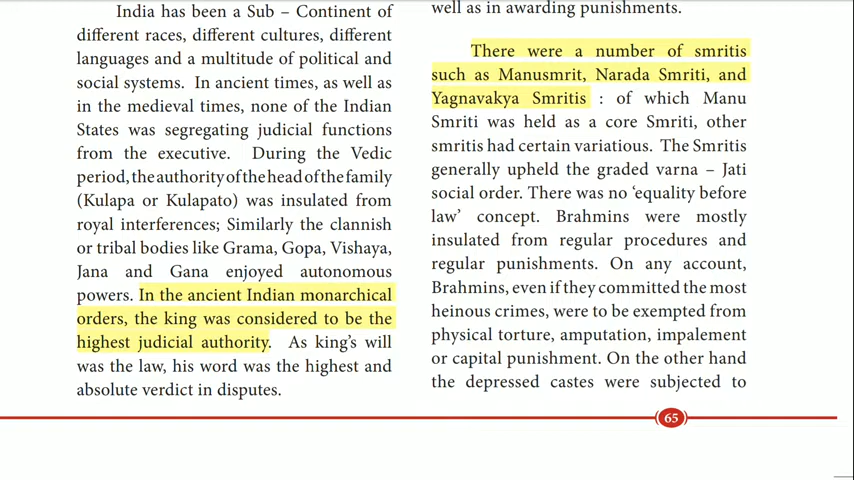 India has been a Sub – Continent of
different races, different cultures, different
languages and a multitude of political and
social systems. In ancient times, as well as
in the medieval times, none of the Indian
States was segregating judicial functions
from the executive. During the Vedic
period, the authority of the head of the family
(Kulapa or Kulapato) was insulated from
royal interferences; Similarly the clannish
or tribal bodies like Grama, Gopa, Vishaya,
Jana and Gana enjoyed autonomous
powers. In the ancient Indian monarchical
orders, the king was considered to be the
highest judicial authority. As king's will
was the law, his word was the highest and
absolute verdict in disputes.
well as in awarding punishments.
There were a number of smritis
such as Manusmrit, Narada Smriti, and
Yagnavakya Smritis : of which Manu
Smriti was held as a core Smriti, other
smritis had certain variatious. The Smritis
generally upheld the graded varna – Jati
social order. There was no 'equality before
law' concept. Brahmins were mostly
insulated from regular procedures and
regular punishments. On any account,
Brahmins, even if they committed the most
heinous crimes, were to be exempted from
physical torture, amputation, impalement
or capital punishment. On the other hand
the depressed castes were subjected to
65